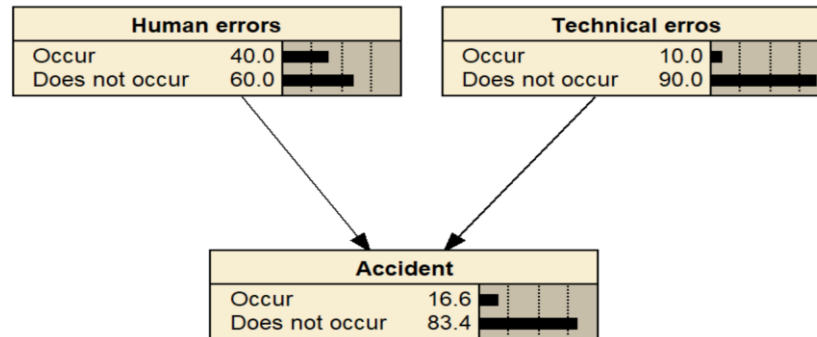 Human errors
Occur 40.0
Does not occur 60.0
Technical erros
Occur 10.0
Does not occur 90.0
Accident
Occur 16.6
Does not occur 83.4